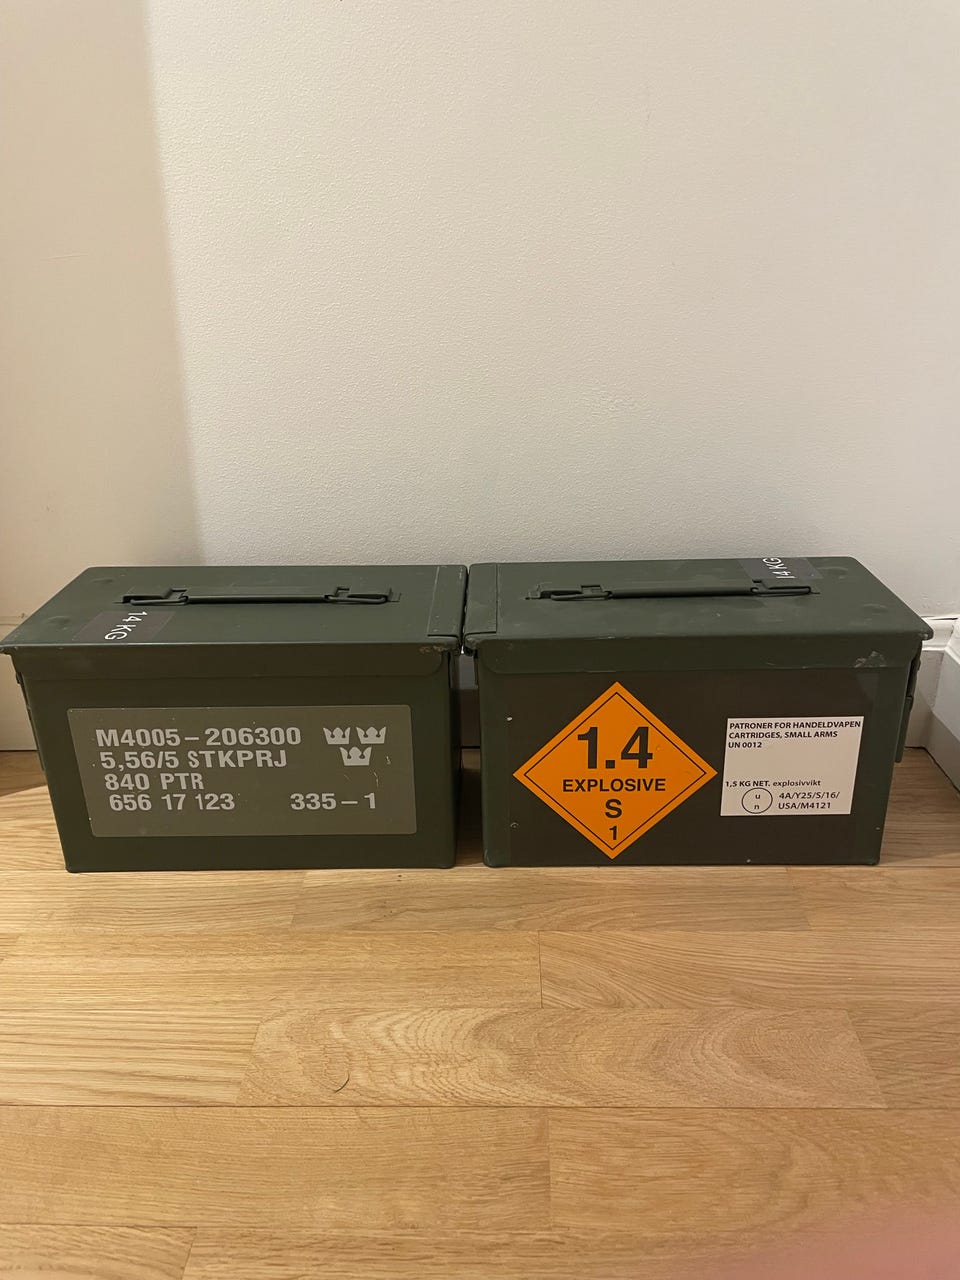 14 KG
M4005-206300
5,56/5 STKPRJ
840 PTR
656 17 123 335-1
14 KG
1.4
EXPLOSIVE
S
1
PATRONER FOR HANDELDVAPEN
CARTRIDGES, SMALL ARMS
UN 0012
1,5 KG NET. explosivvikt
u
n
4A/Y25/S/16/
USA/M4121